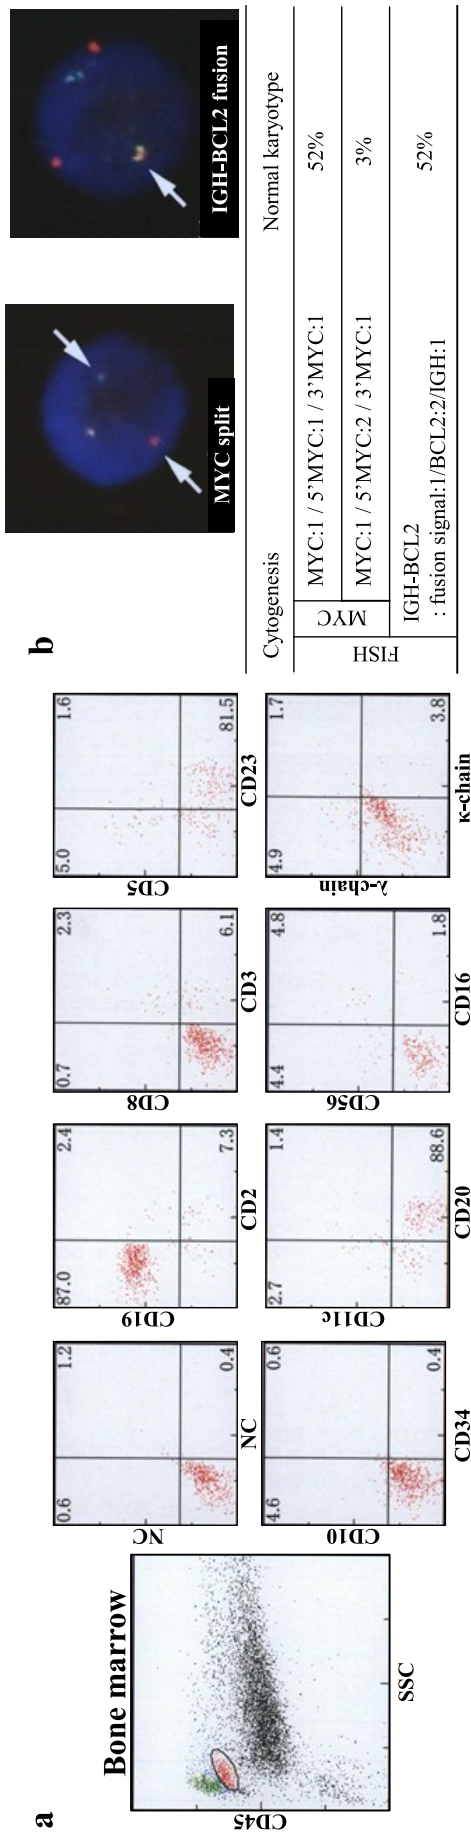 a
Bone marrow
CD45
SSC
0.6 1.2
NC
0.4
NC
87.0 2.4
CD19
7.3
CD2
0.7 2.3
CD8
6.1
CD3
5.0 1.6
CD5
81.5
CD23
4.6 0.6
CD10
0.4
CD34
2.7 1.4
CD11c
88.6
CD20
4.4 4.8
CD56
1.8
CD16
4.9 1.7
λ-chain
3.8
κ-chain
b
MYC split
IGH-BCL2 fusion
Cytogenesis Normal karyotype
FISH
MYC
MYC:1 / 5’MYC:1 / 3’MYC:1 52%
MYC:1 / 5’MYC:2 / 3’MYC:1 3%
IGH-BCL2
: fusion signal:1/BCL2:2/IGH:1 52%